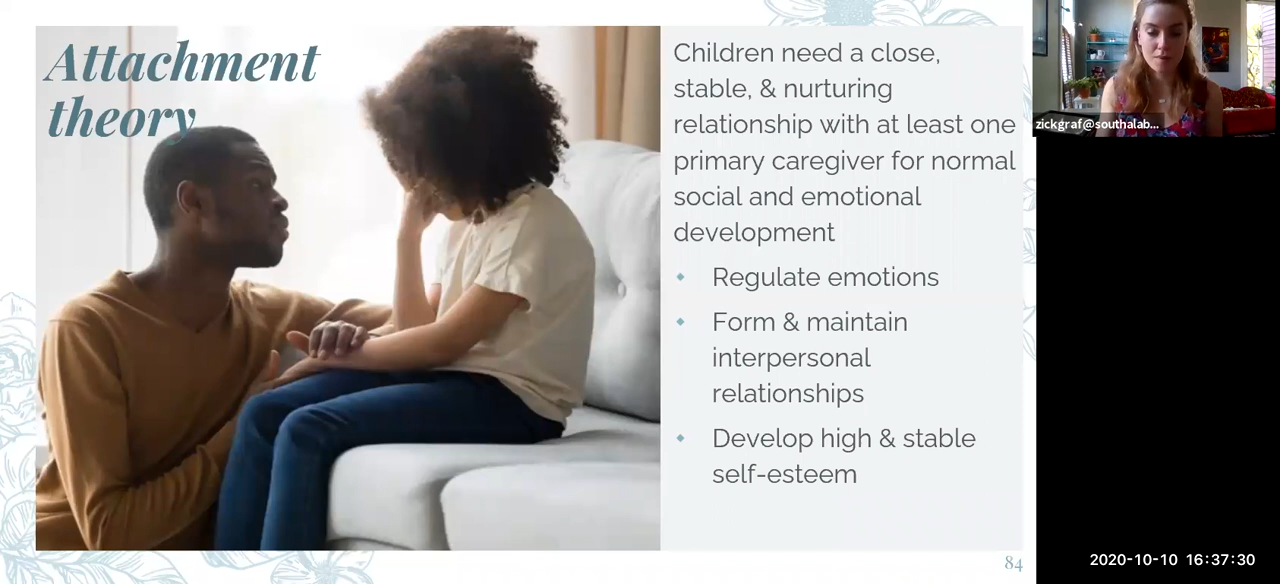 Attachment
theory
Children need a close,
stable, & nurturing
relationship with at least one
primary caregiver for normal
social and emotional
development
Regulate emotions
Form & maintain
interpersonal
relationships
Develop high & stable
self-esteem
84
zickgraf@southalab...
2020-10-10 16:37:30